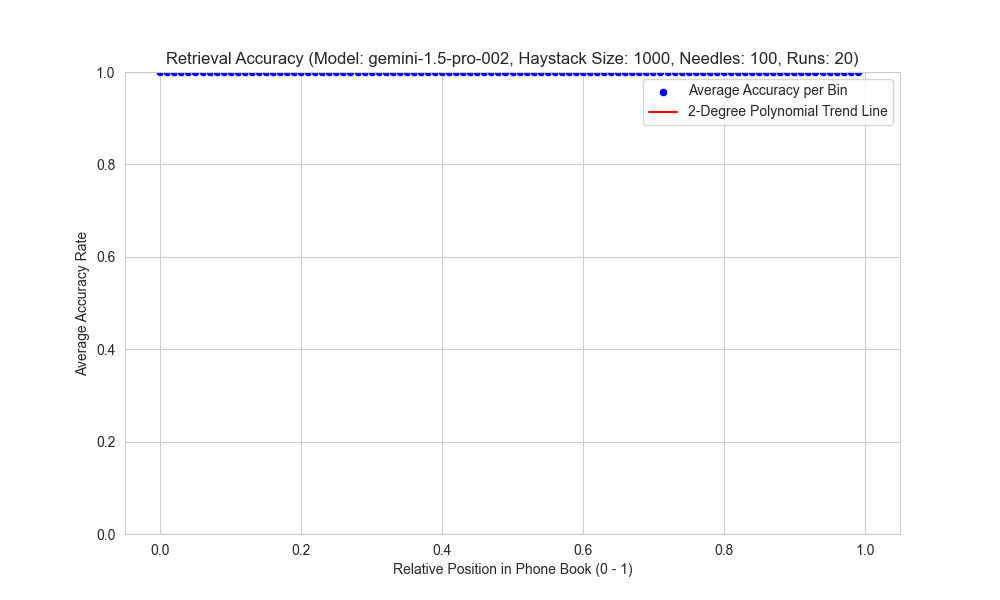 Retrieval Accuracy (Model: gemini-1.5-pro-002, Haystack Size: 1000, Needles: 100, Runs: 20)
Average Accuracy per Bin
2-Degree Polynomial Trend Line
1.0
0.8
0.6
0.4
0.2
0.0
Average Accuracy Rate
0.0 0.2 0.4 0.6 0.8 1.0
Relative Position in Phone Book (0 - 1)